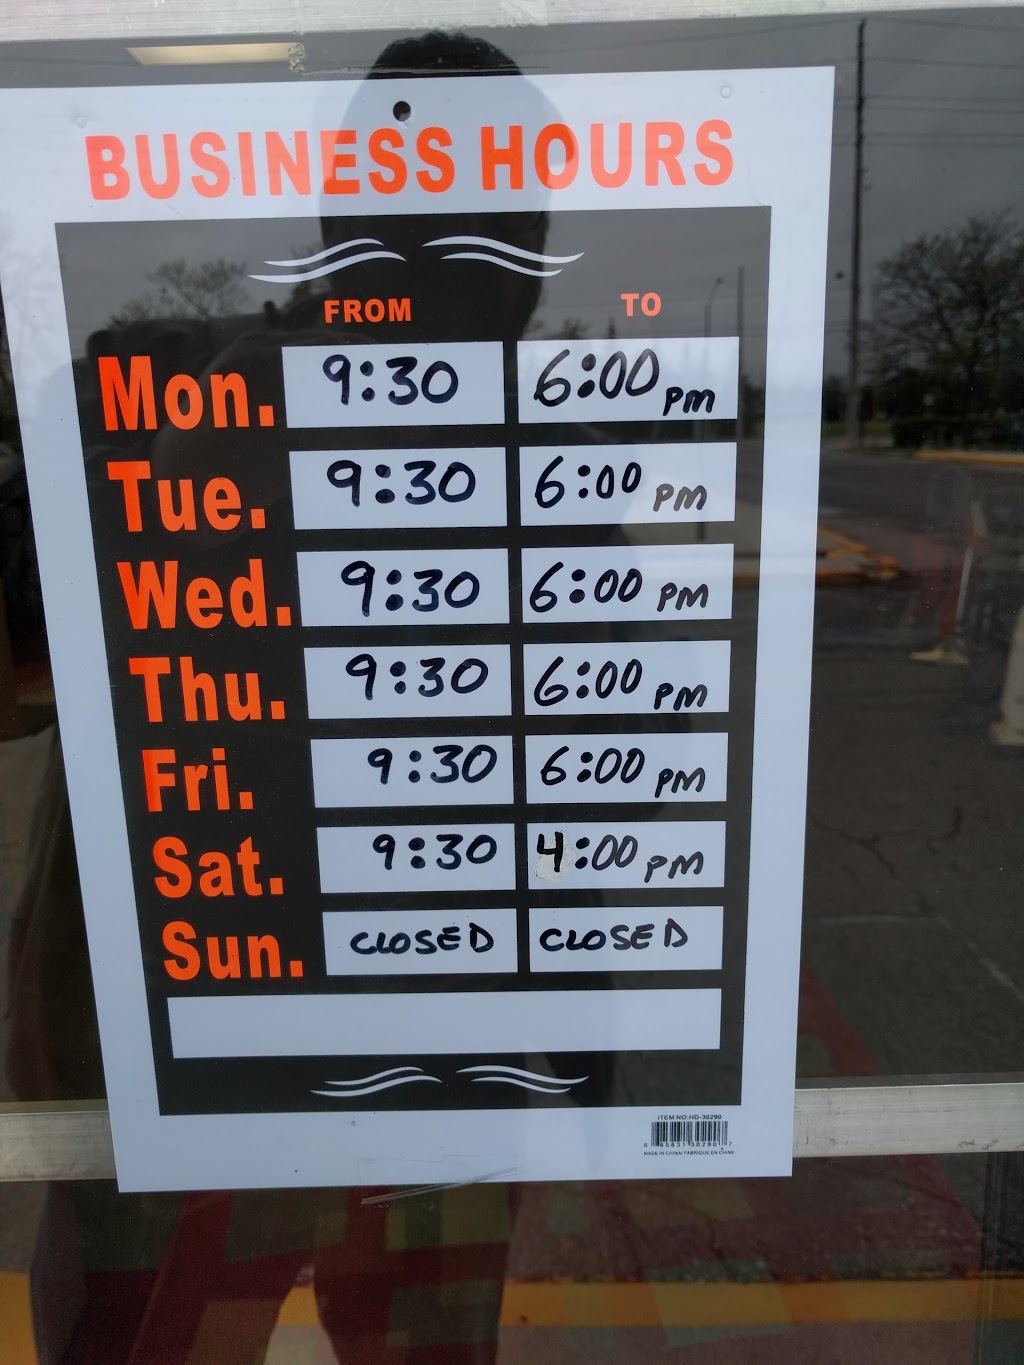 BUSINESS HOURS
FROM TO
Mon. 9:30 6:00 PM
Tue. 9:30 6:00 PM
Wed. 9:30 6:00 PM
Thu. 9:30 6:00 PM
Fri. 9:30 6:00 PM
Sat. 9:30 4:00 PM
Sun. CLOSED CLOSED
ITEM NO:HD-30290
MADE IN CHINA/ FABRIQUE EN CHINE